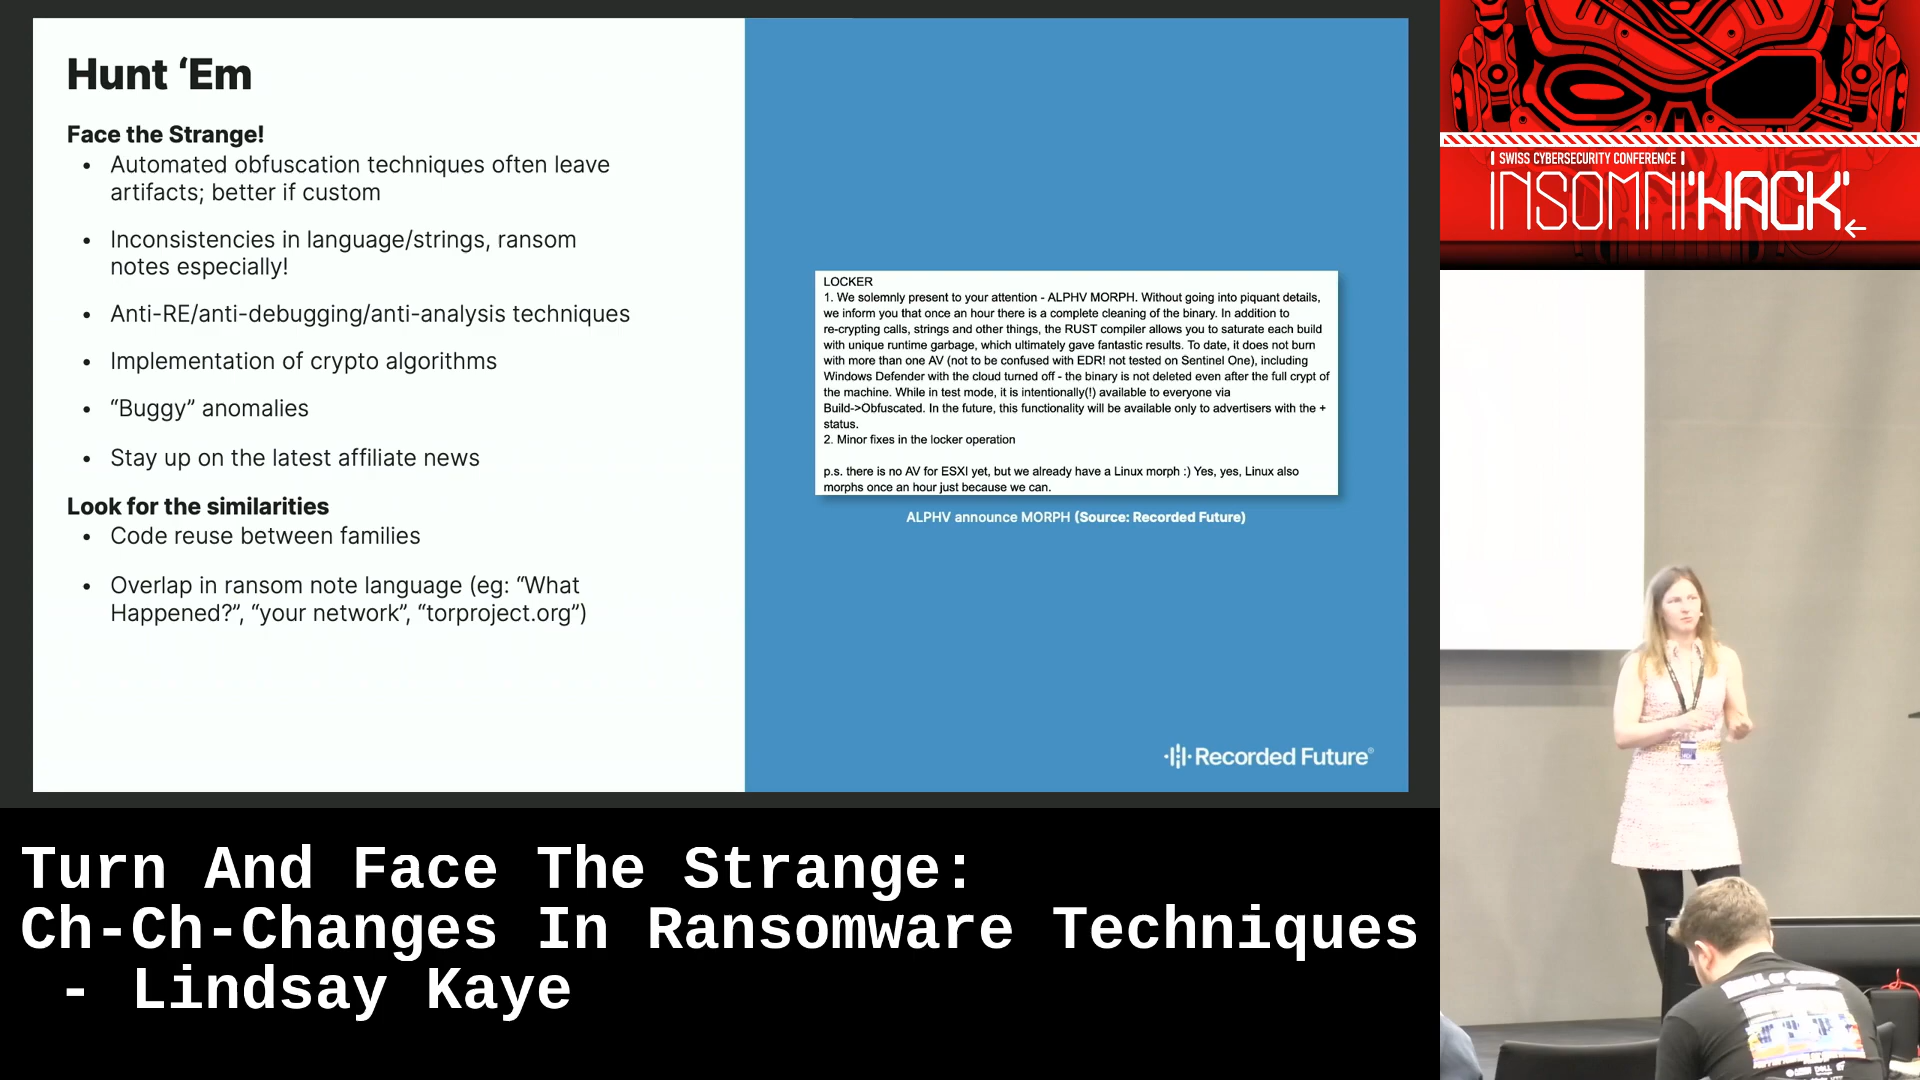 Hunt ‘Em
Face the Strange!
• Automated obfuscation techniques often leave
artifacts; better if custom
• Inconsistencies in language/strings, ransom
notes especially!
• Anti-RE/anti-debugging/anti-analysis techniques
• Implementation of crypto algorithms
• “Buggy” anomalies
• Stay up on the latest affiliate news
Look for the similarities
• Code reuse between families
• Overlap in ransom note language (eg: “What
Happened?”, “your network”, “torproject.org”)
LOCKER
1. We solemnly present to your attention - ALPHV MORPH. Without going into piquant details,
we inform you that once an hour there is a complete cleaning of the binary. In addition to
re-crypting calls, strings and other things, the RUST compiler allows you to saturate each build
with unique runtime garbage, which ultimately gave fantastic results. To date, it does not burn
with more than one AV (not to be confused with EDR! not tested on Sentinel One), including
Windows Defender with the cloud turned off - the binary is not deleted even after the full crypt of
the machine. While in test mode, it is intentionally(!) available to everyone via
Build->Obfuscated. In the future, this functionality will be available only to advertisers with the +
status.
2. Minor fixes in the locker operation
p.s. there is no AV for ESXI yet, but we already have a Linux morph :) Yes, yes, Linux also
morphs once an hour just because we can.
ALPHV announce MORPH (Source: Recorded Future)
Recorded Future®
SWISS CYBERSECURITY CONFERENCE
INSOMNI'HACK
Turn And Face The Strange:
Ch-Ch-Changes In Ransomware Techniques
- Lindsay Kaye